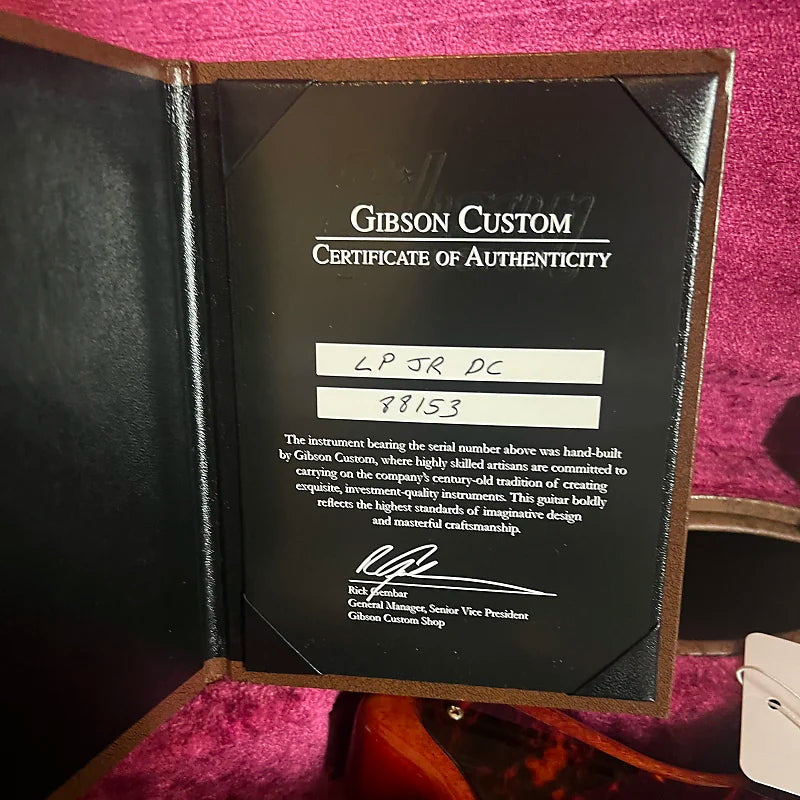 GIBSON CUSTOM
CERTIFICATE OF AUTHENTICITY
LP JR DC
88153
The instrument bearing the serial number above was hand-built
by Gibson Custom, where highly skilled artisans are committed to
carrying on the company's century-old tradition of creating
exquisite, investment-quality instruments. This guitar boldly
reflects the highest standards of imaginative design
and masterful craftsmanship.
Rick Gembar
General Manager, Senior Vice President
Gibson Custom Shop